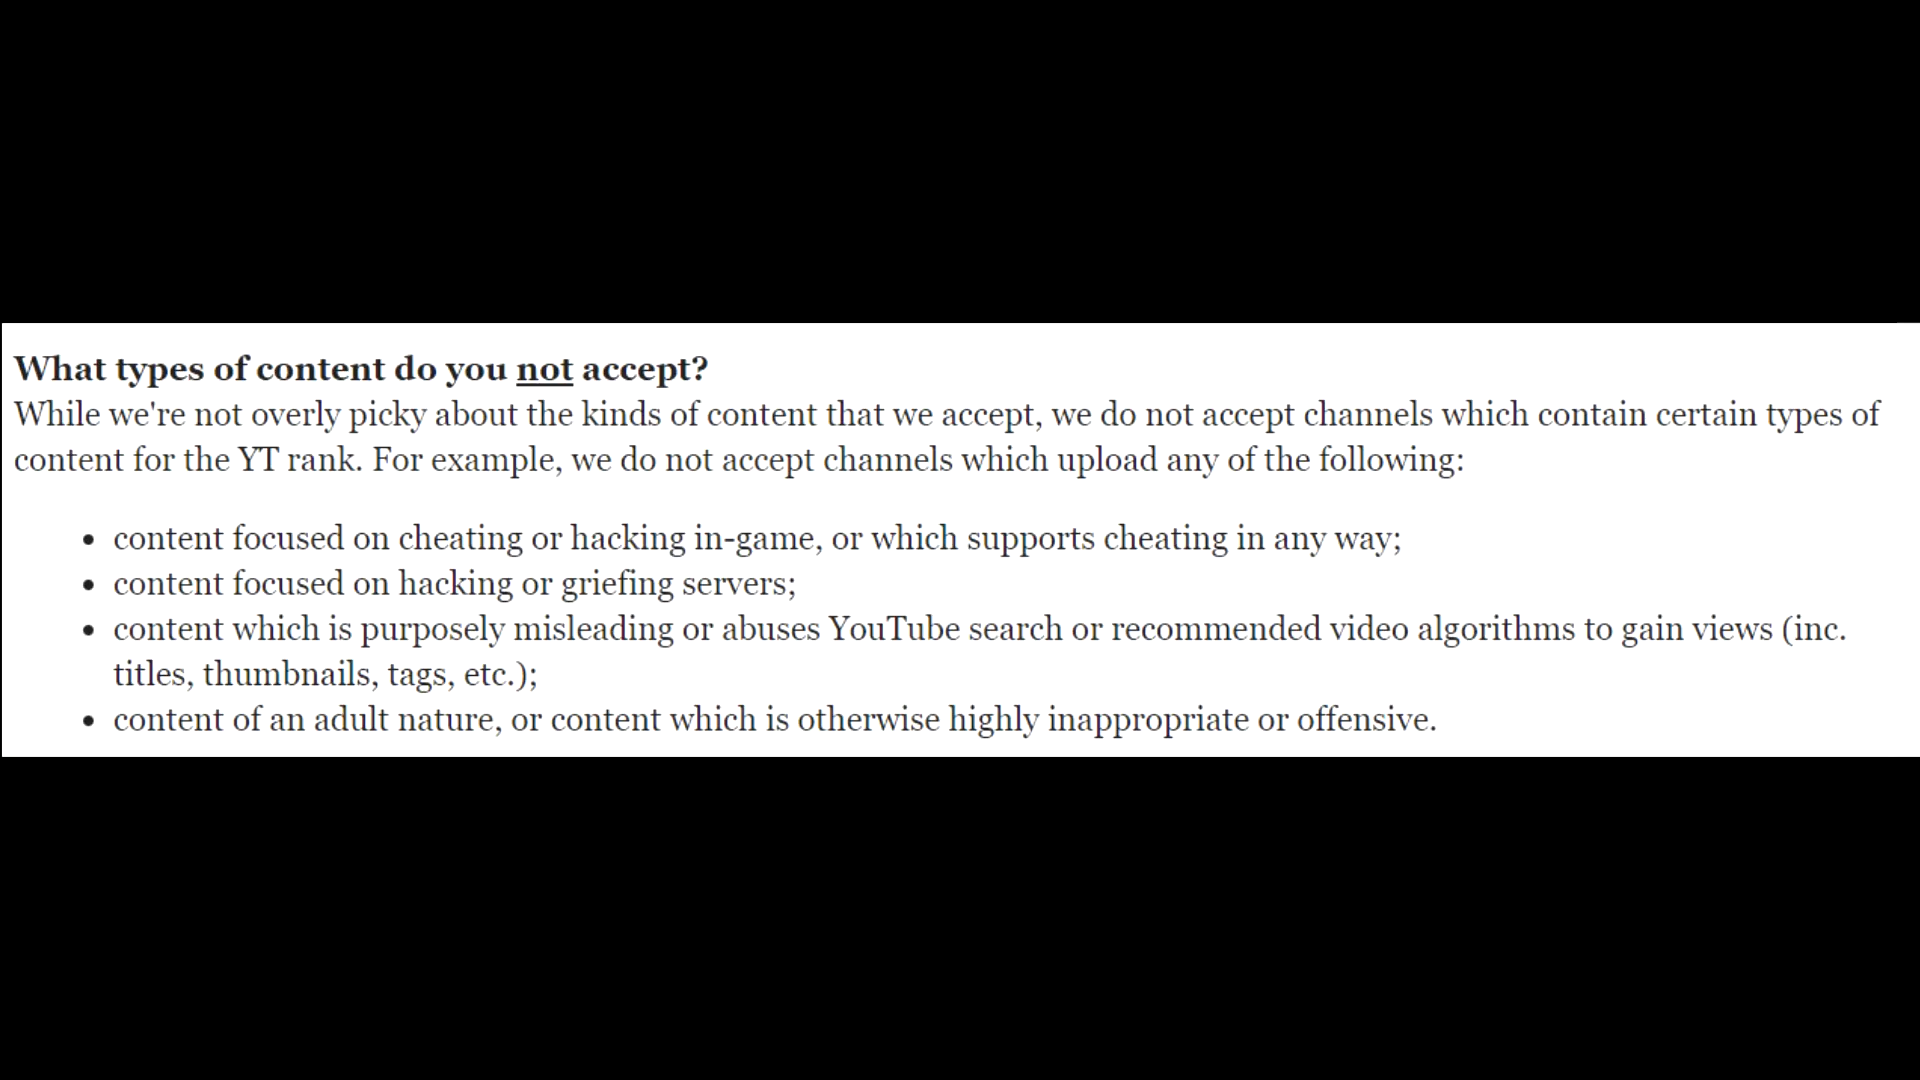 What types of content do you not accept?
While we're not overly picky about the kinds of content that we accept, we do not accept channels which contain certain types of
content for the YT rank. For example, we do not accept channels which upload any of the following:
• content focused on cheating or hacking in-game, or which supports cheating in any way;
• content focused on hacking or griefing servers;
• content which is purposely misleading or abuses YouTube search or recommended video algorithms to gain views (inc.
titles, thumbnails, tags, etc.);
• content of an adult nature, or content which is otherwise highly inappropriate or offensive.